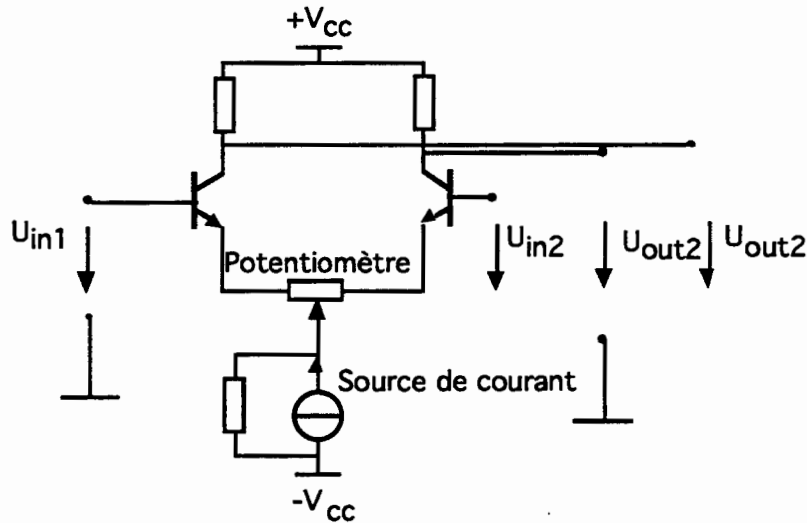 +Vcc
Uin1
Potentiomètre
Uin2
Uout2
Uout2
Source de courant
-Vcc